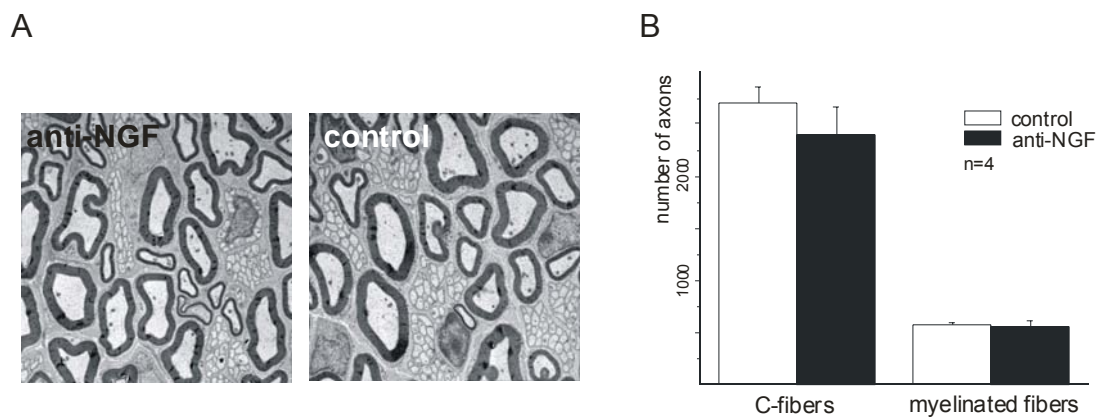 A
B
anti-NGF
control
number of axons
2000
1000
control
anti-NGF
n=4
C-fibers
myelinated fibers